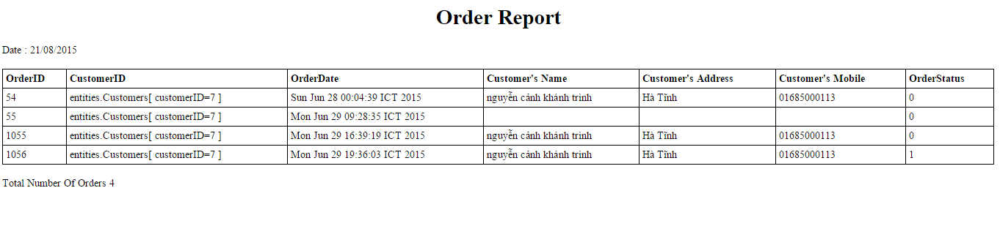 Order Report
Date : 21/08/2015
OrderID CustomerID OrderDate Customer's Name Customer's Address Customer's Mobile OrderStatus
54 entities.Customers[ customerID=7 ] Sun Jun 28 00:04:39 ICT 2015 nguyễn cảnh khánh trinh Hà Tĩnh 01685000113 0
55 entities.Customers[ customerID=7 ] Mon Jun 29 09:28:35 ICT 2015 0
1055 entities.Customers[ customerID=7 ] Mon Jun 29 16:39:19 ICT 2015 nguyễn cảnh khánh trinh Hà Tĩnh 01685000113 0
1056 entities.Customers[ customerID=7 ] Mon Jun 29 19:36:03 ICT 2015 nguyễn cảnh khánh trinh Hà Tĩnh 01685000113 1
Total Number Of Orders 4